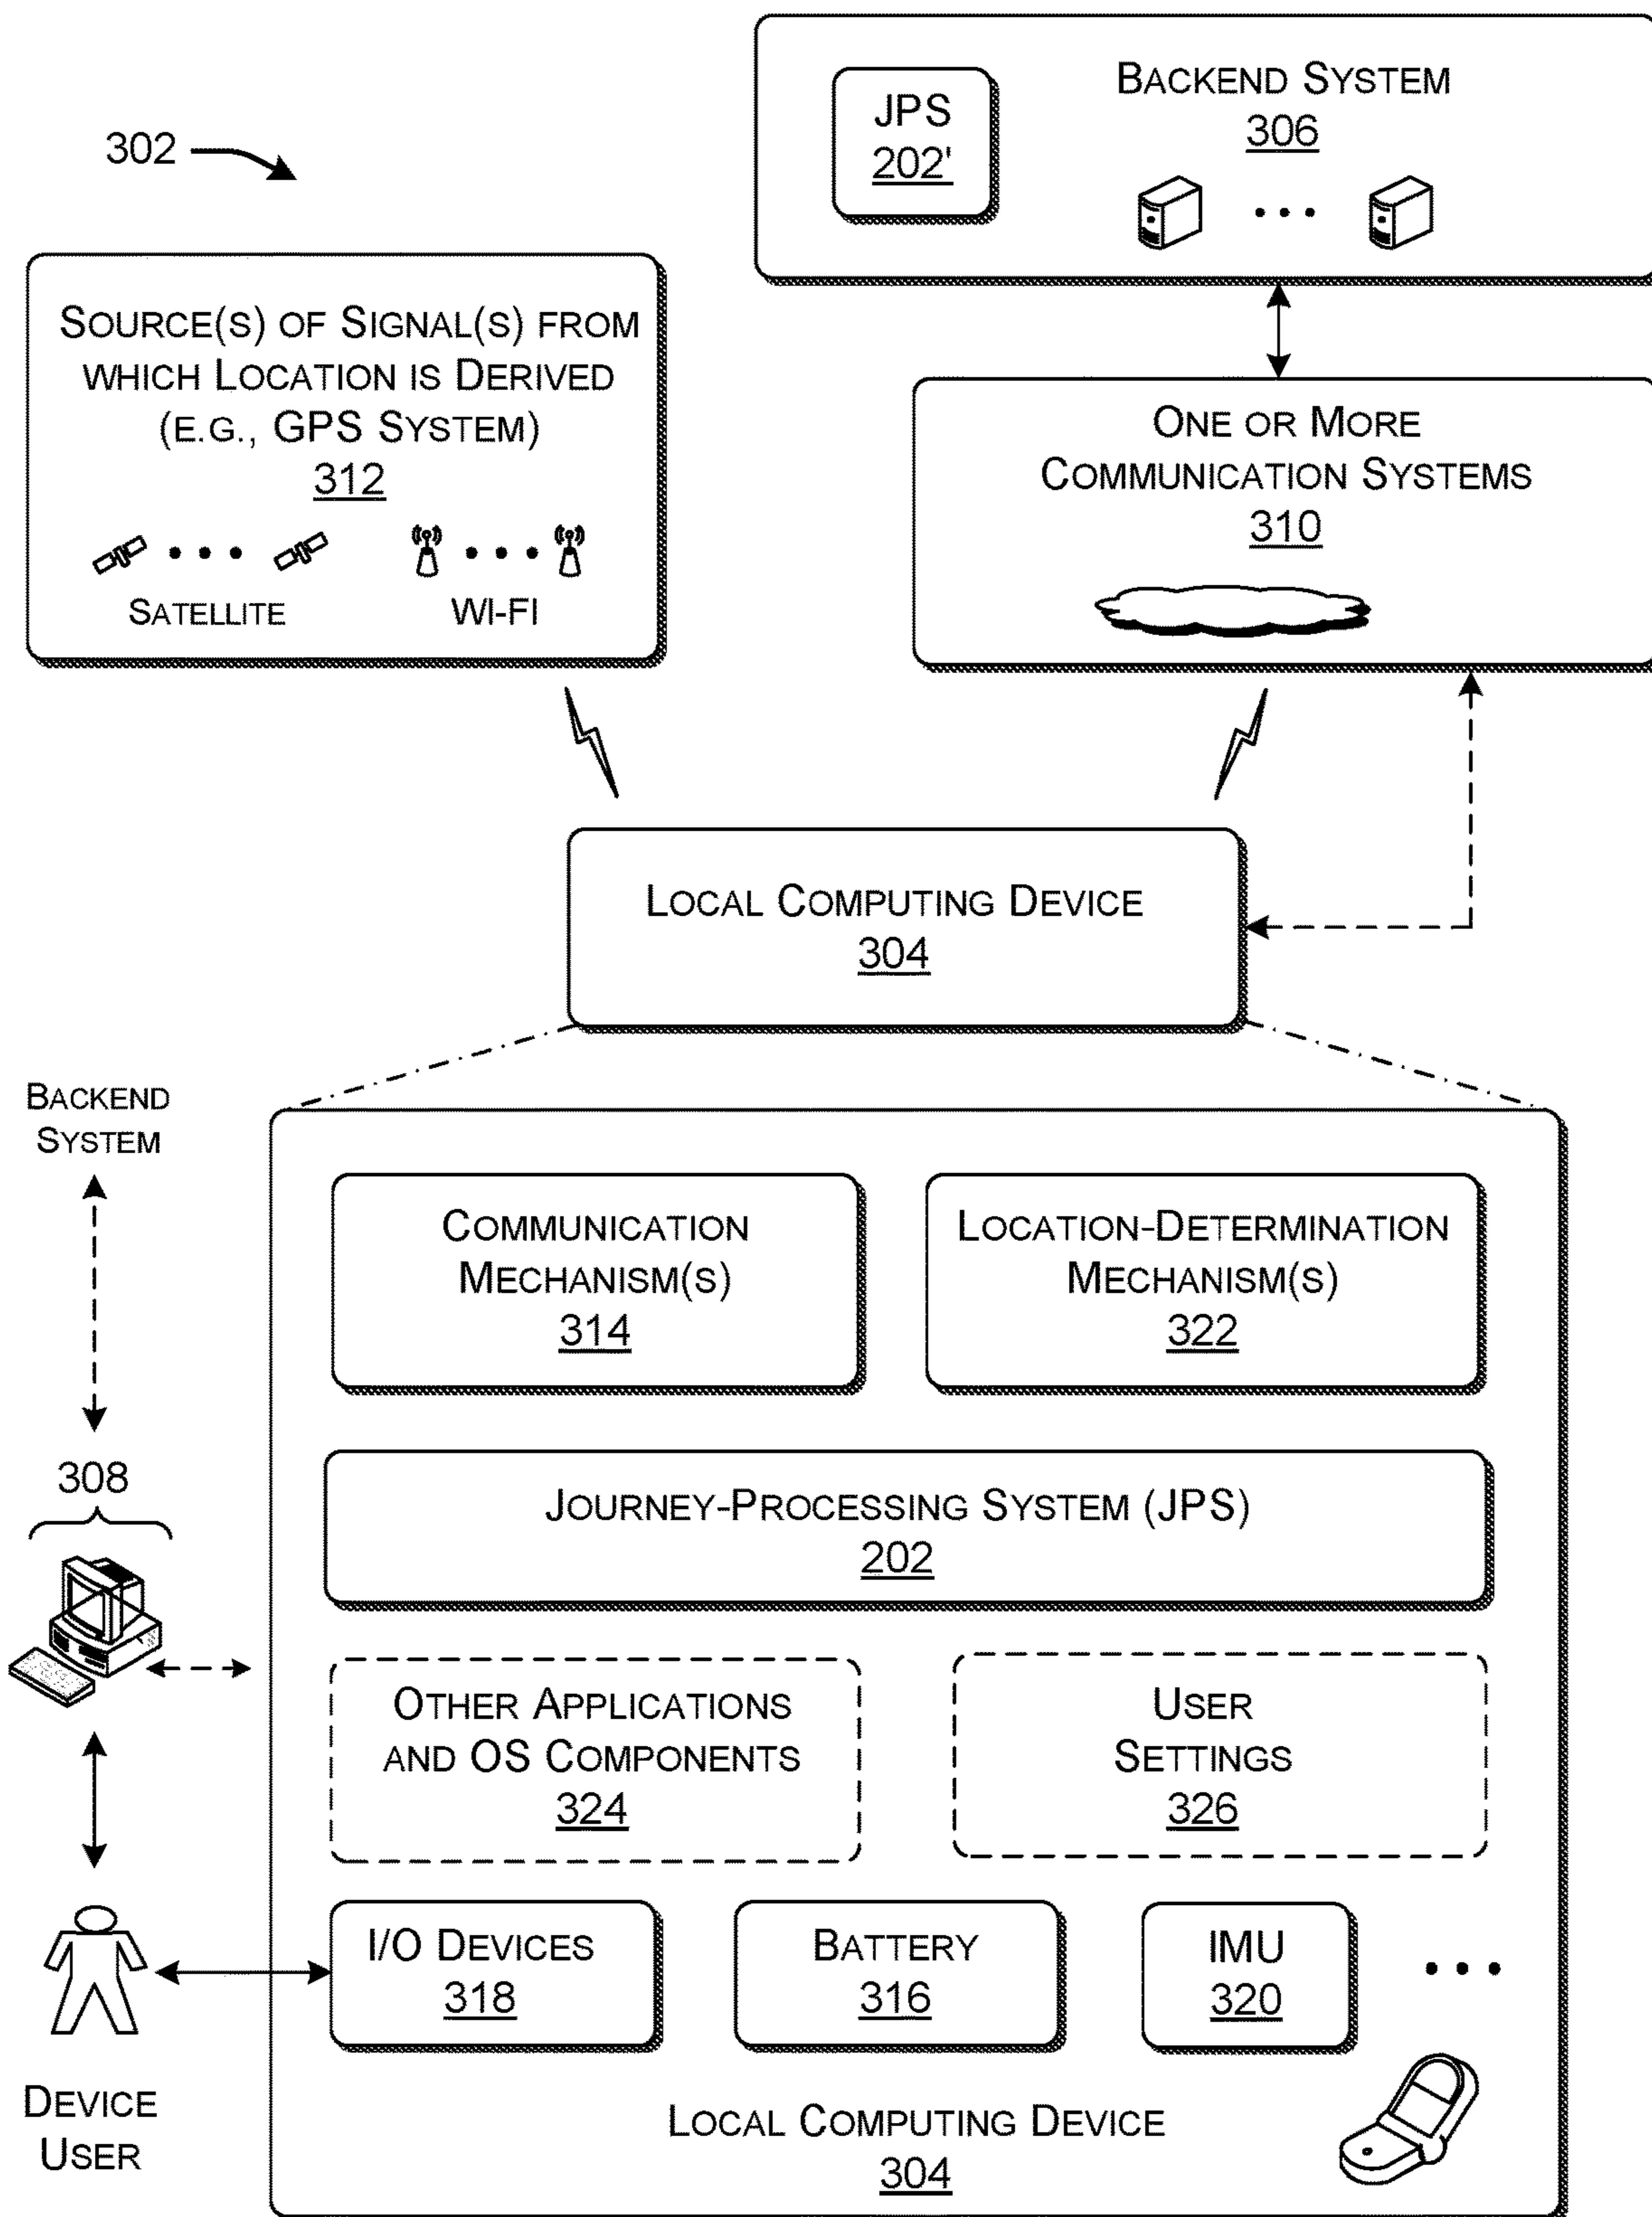 302
JPS
202'
BACKEND SYSTEM
306
SOURCE(S) OF SIGNAL(S) FROM
WHICH LOCATION IS DERIVED
(E.G., GPS SYSTEM)
312
SATELLITE
WI-FI
ONE OR MORE
COMMUNICATION SYSTEMS
310
LOCAL COMPUTING DEVICE
304
BACKEND
SYSTEM
COMMUNICATION
MECHANISM(S)
314
LOCATION-DETERMINATION
MECHANISM(S)
322
308
JOURNEY-PROCESSING SYSTEM (JPS)
202
OTHER APPLICATIONS
AND OS COMPONENTS
324
USER
SETTINGS
326
I/O DEVICES
318
BATTERY
316
IMU
320
DEVICE
USER
LOCAL COMPUTING DEVICE
304